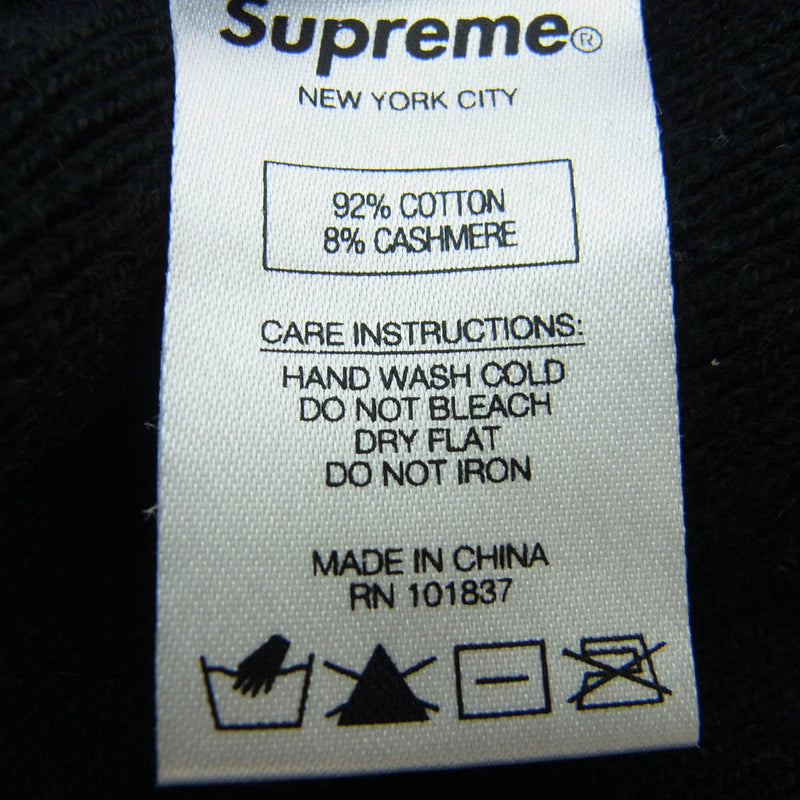 Supreme®
NEW YORK CITY
92% COTTON
8% CASHMERE
CARE INSTRUCTIONS:
HAND WASH COLD
DO NOT BLEACH
DRY FLAT
DO NOT IRON
MADE IN CHINA
RN 101837